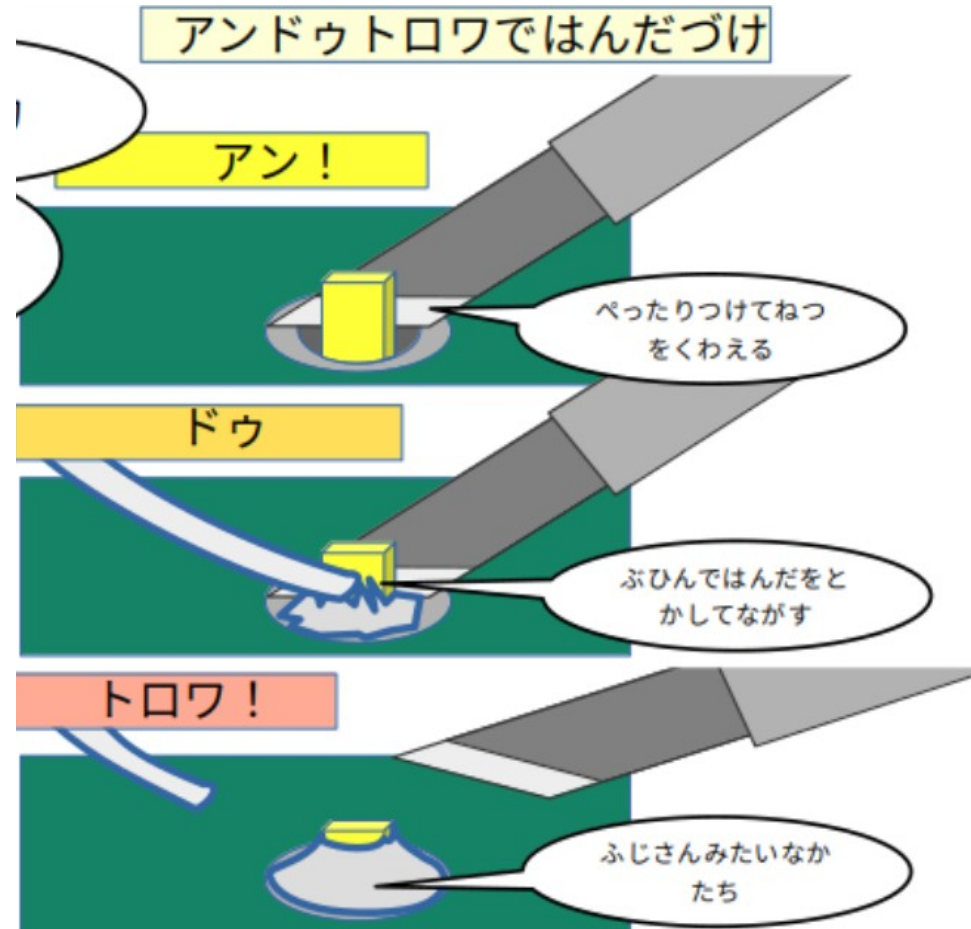 アンドゥトロワではんだづけ
アン！
ぺったりつけてねつ
をくわえる
ドゥ
ぶひんではんだをと
かしてながす
トロワ！
ふじさんみたいなか
たち